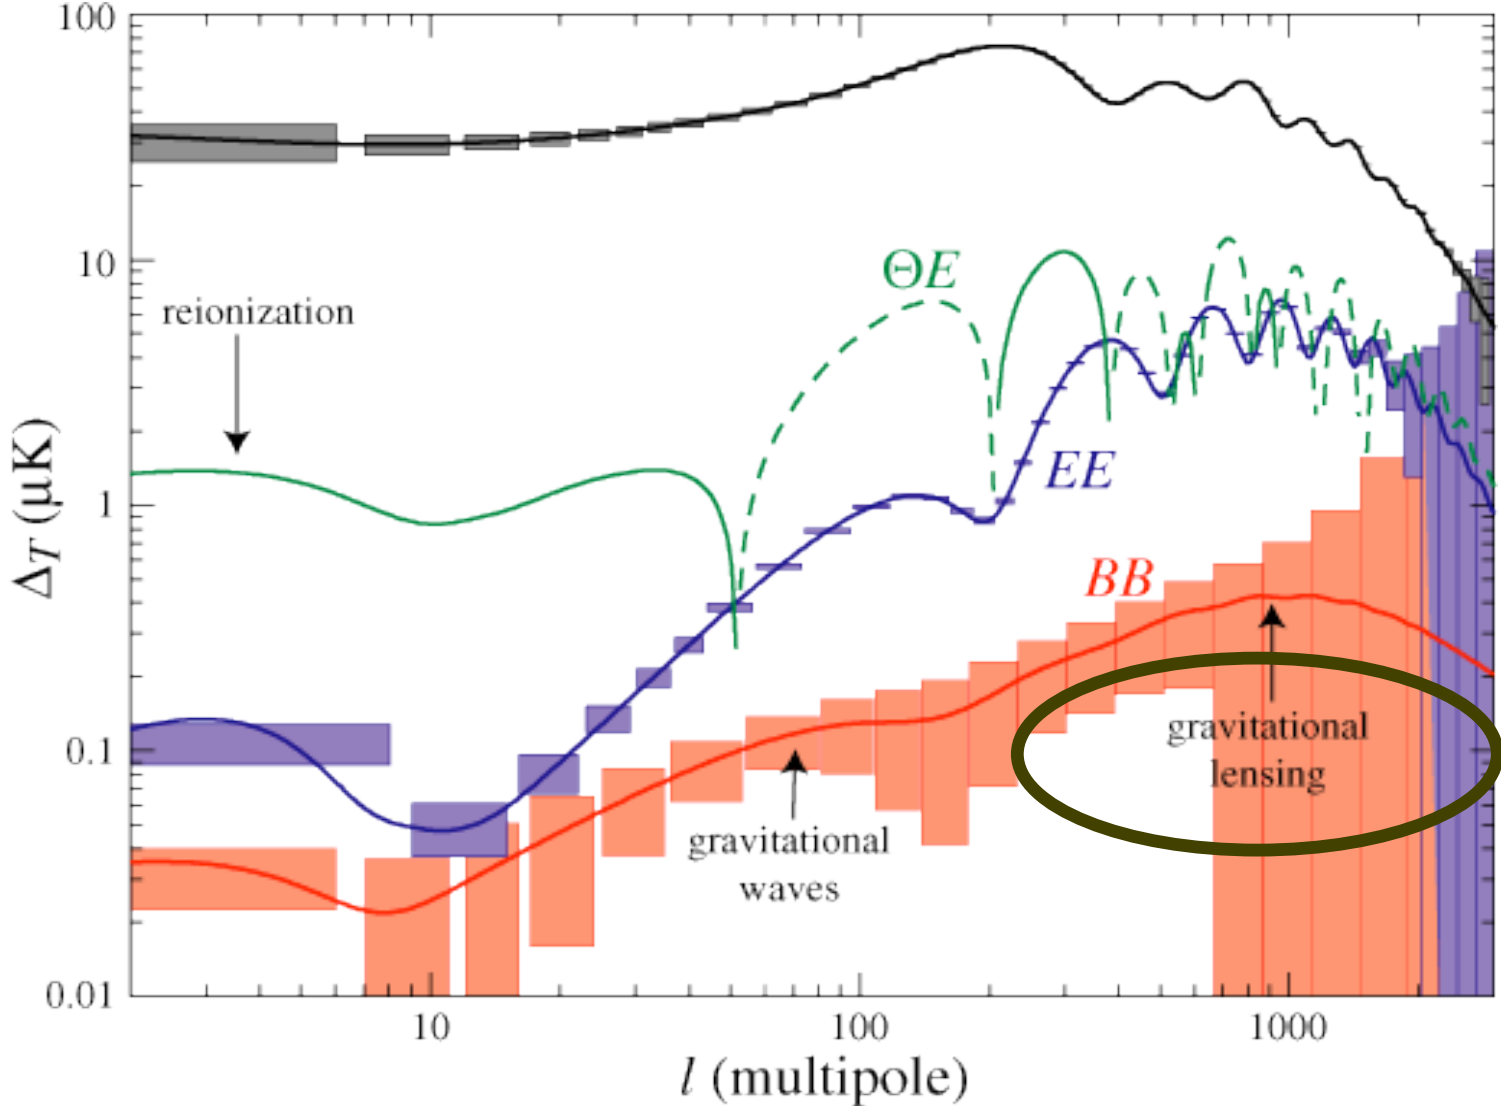 100
10
1
0.1
0.01
Δ_T (μK)
reionization
ΘE
EE
BB
gravitational
lensing
gravitational
waves
10
100
1000
l (multipole)